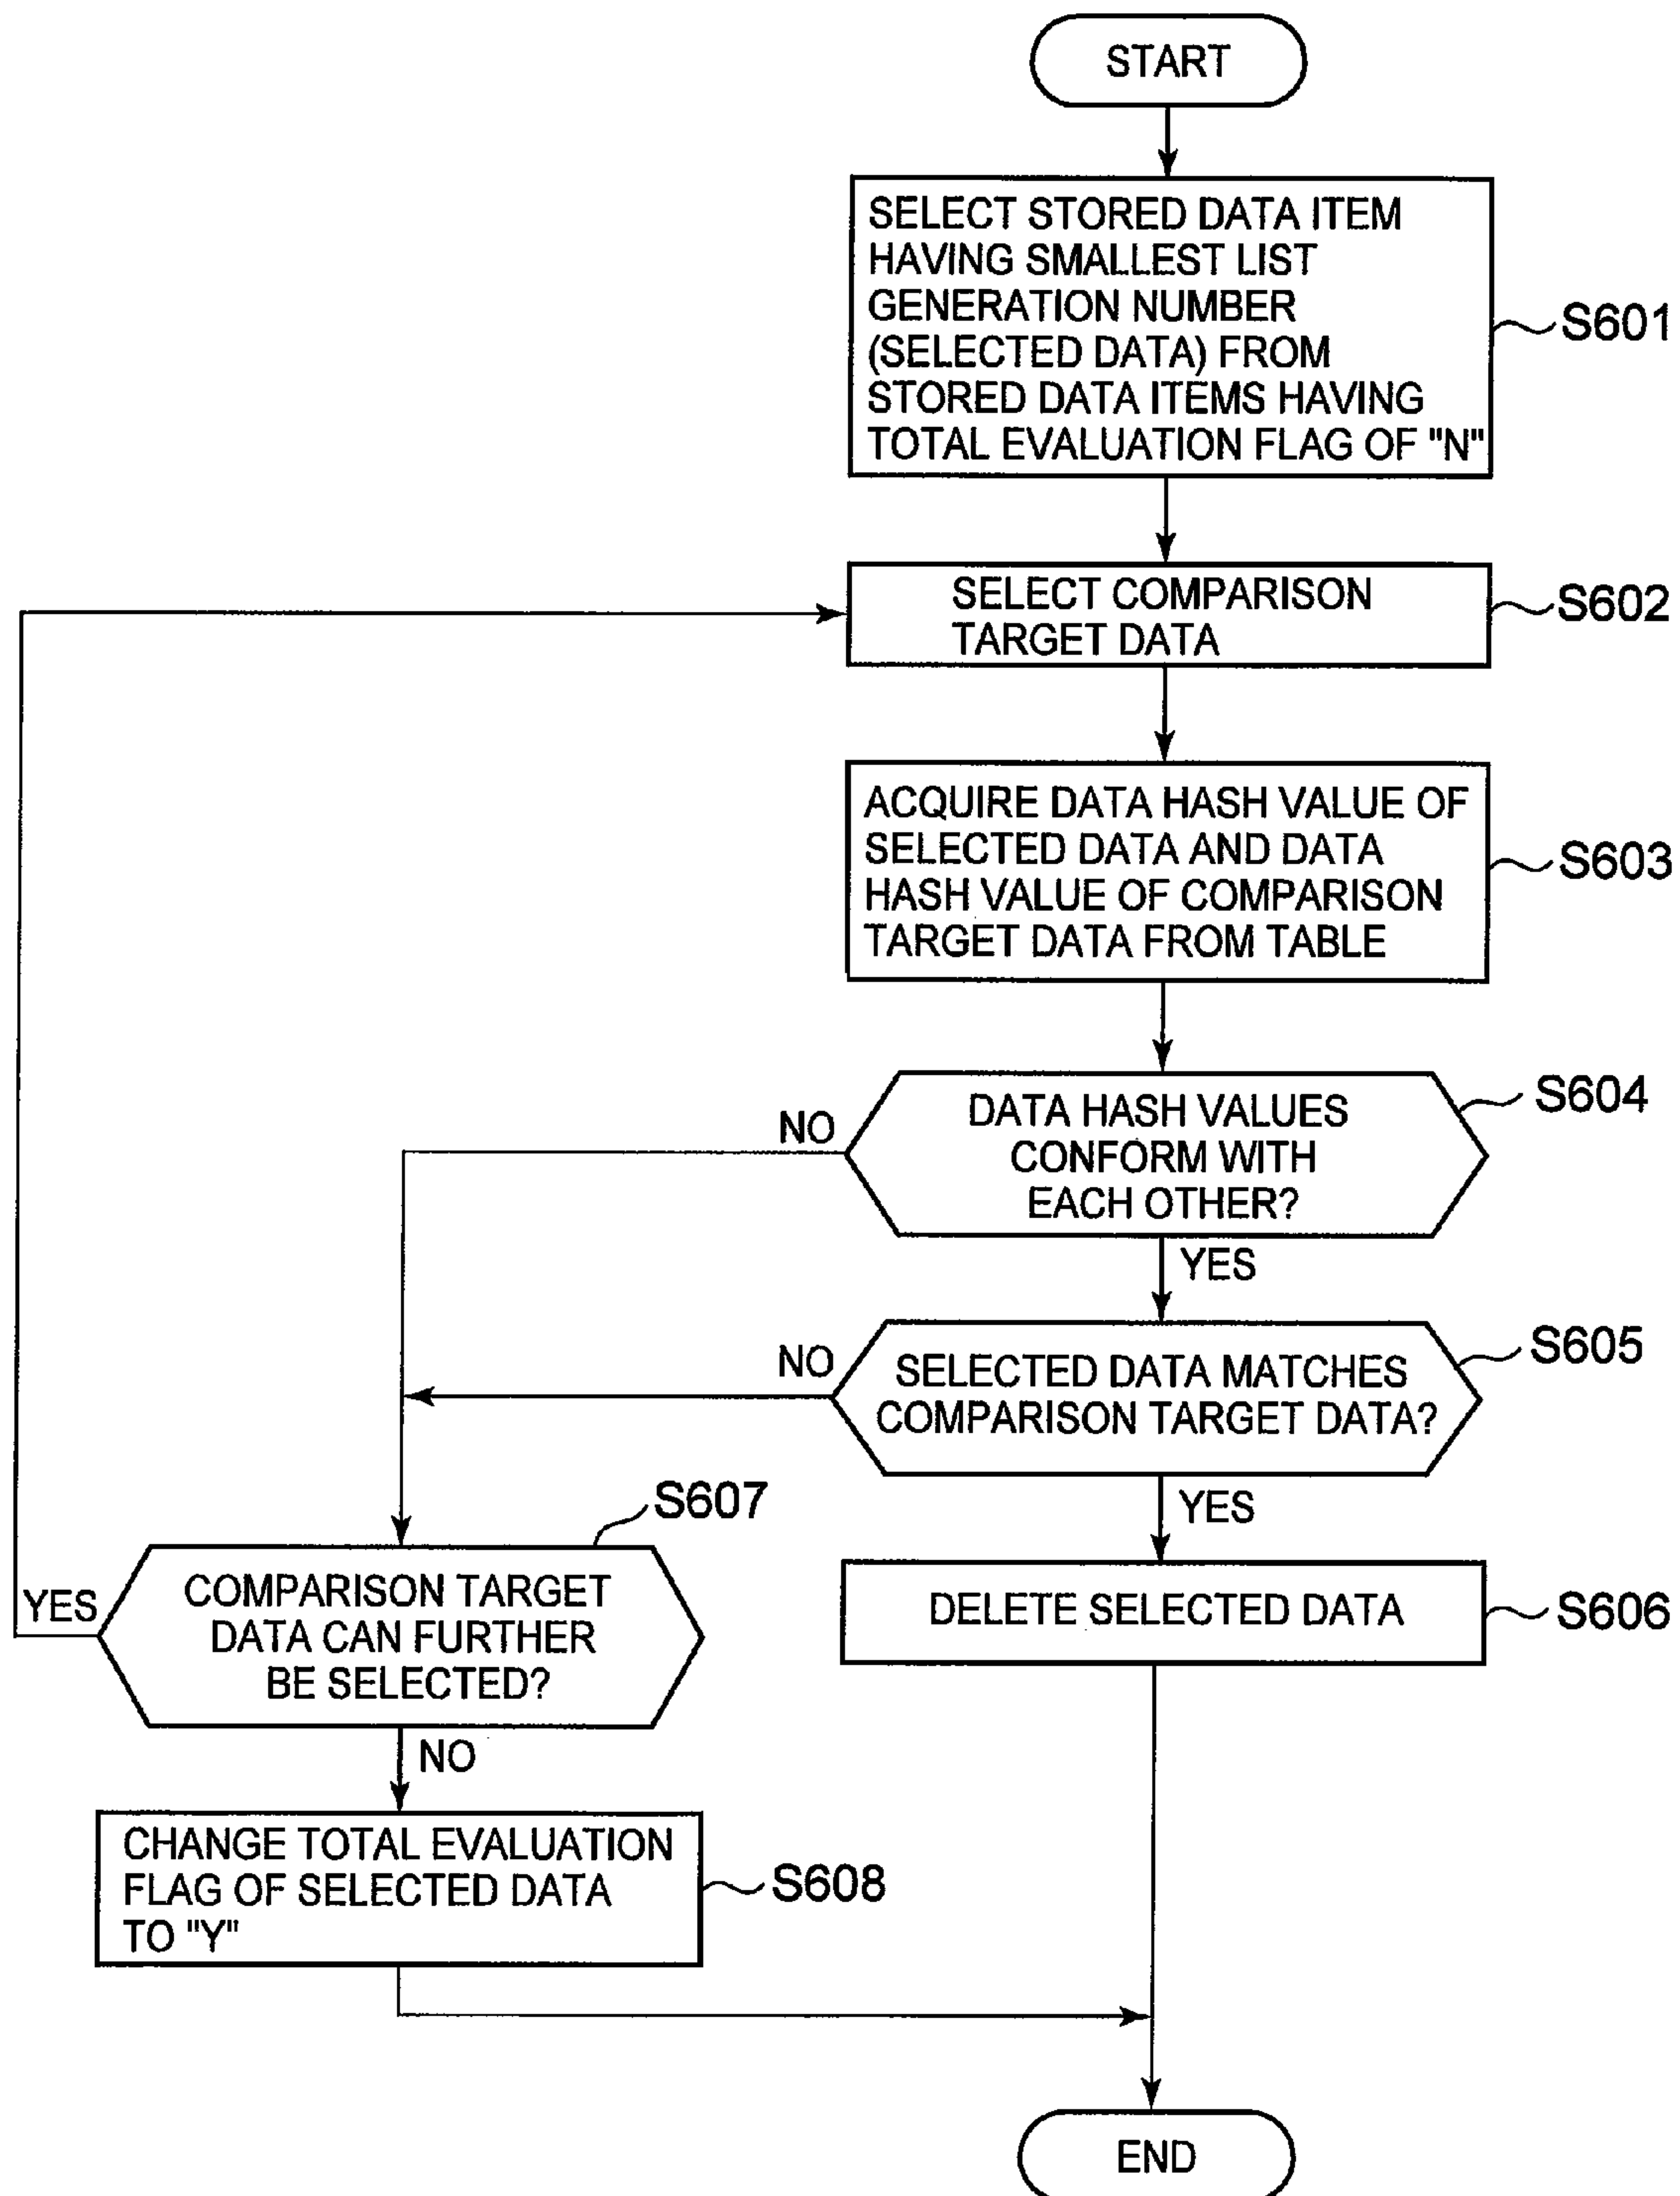 START
SELECT STORED DATA ITEM
HAVING SMALLEST LIST
GENERATION NUMBER
(SELECTED DATA) FROM
STORED DATA ITEMS HAVING
TOTAL EVALUATION FLAG OF "N"
S601
SELECT COMPARISON
TARGET DATA
S602
ACQUIRE DATA HASH VALUE OF
SELECTED DATA AND DATA
HASH VALUE OF COMPARISON
TARGET DATA FROM TABLE
S603
DATA HASH VALUES
CONFORM WITH
EACH OTHER?
S604
NO
YES
SELECTED DATA MATCHES
COMPARISON TARGET DATA?
S605
NO
YES
DELETE SELECTED DATA
S606
S607
COMPARISON TARGET
DATA CAN FURTHER
BE SELECTED?
YES
NO
CHANGE TOTAL EVALUATION
FLAG OF SELECTED DATA
TO "Y"
S608
END